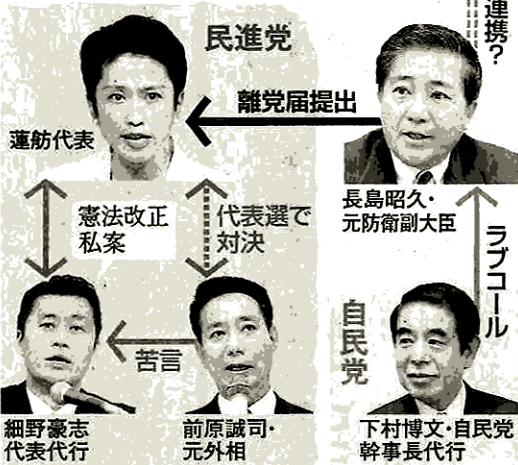 連携?
民進党
離党届提出
蓮舫代表
長島昭久・
元防衛副大臣
憲法改正
私案
代表選で
対決
ラブコール
自民党
苦言
細野豪志
代表代行
前原誠司・
元外相
下村博文・自民党
幹事長代行